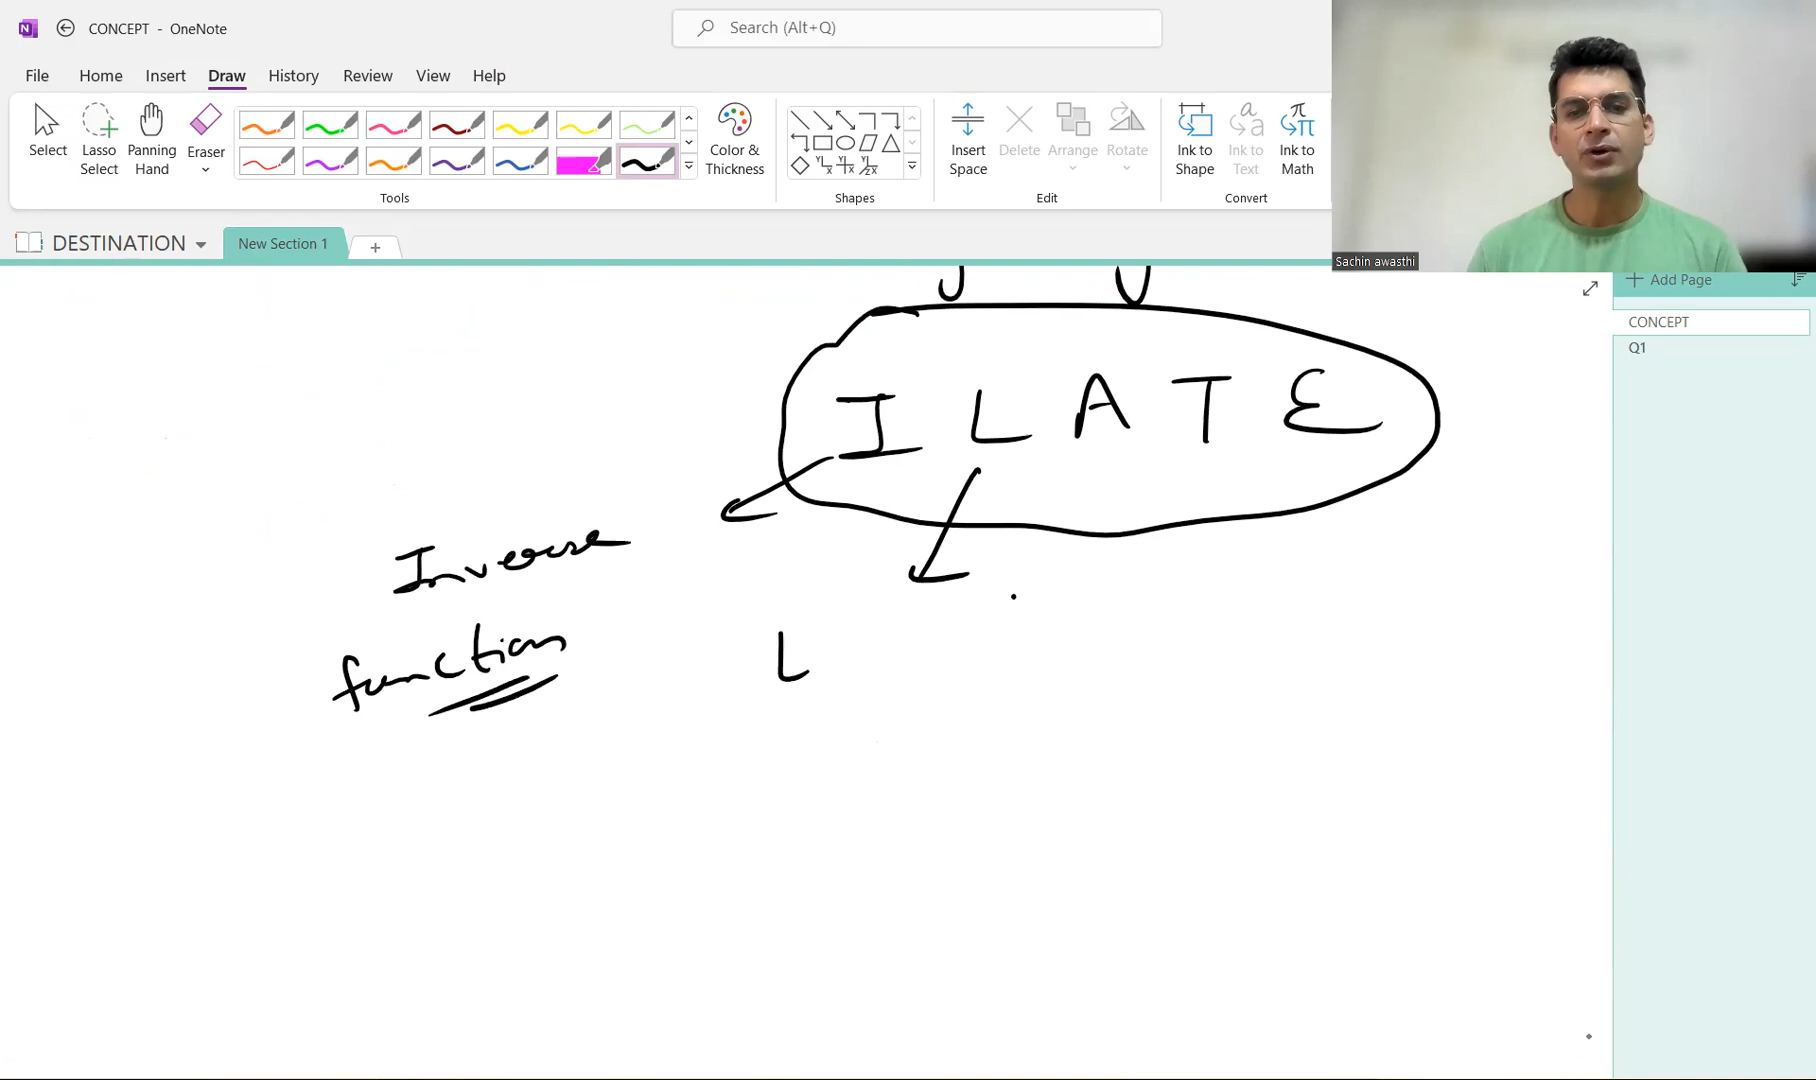 CONCEPT - OneNote
Search (Alt+Q)
File Home Insert Draw History Review View Help
Select
Lasso Select
Panning Hand
Eraser
Color & Thickness
Insert Space
Delete
Arrange
Rotate
Ink to Shape
Ink to Text
Ink to Math
Tools
Shapes
Edit
Convert
DESTINATION
New Section 1
Sachin awasthi
Add Page
CONCEPT
Q1
I L A T E
Inverse
function
L